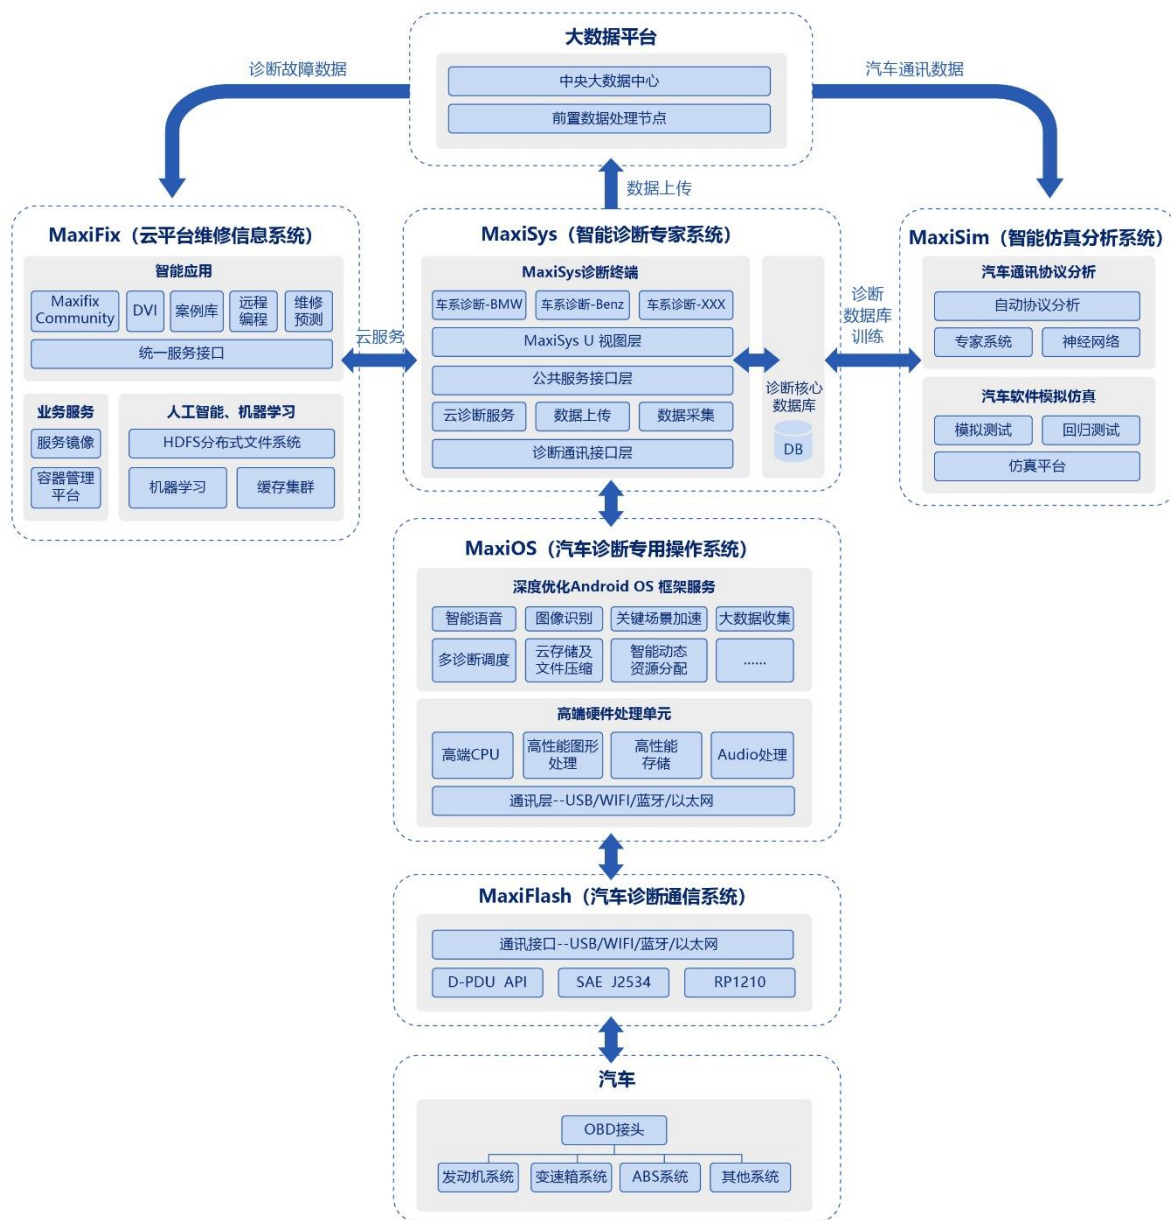 大数据平台
中央大数据中心
前置数据处理节点
诊断故障数据
汽车通讯数据
数据上传
MaxiFix（云平台维修信息系统）
智能应用
Maxifix
Community
DVI
案例库
远程
编程
维修
预测
统一服务接口
业务服务
服务镜像
容器管理
平台
人工智能、机器学习
HDFS分布式文件系统
机器学习
缓存集群
云服务
MaxiSys（智能诊断专家系统）
MaxiSys诊断终端
车系诊断-BMW
车系诊断-Benz
车系诊断-XXX
MaxiSys U 视图层
公共服务接口层
云诊断服务
数据上传
数据采集
诊断通讯接口层
诊断核心
数据库
DB
诊断
数据库
训练
MaxiSim（智能仿真分析系统）
汽车通讯协议分析
自动协议分析
专家系统
神经网络
汽车软件模拟仿真
模拟测试
回归测试
仿真平台
MaxiOS（汽车诊断专用操作系统）
深度优化Android OS 框架服务
智能语音
图像识别
关键场景加速
大数据收集
多诊断调度
云存储及
文件压缩
智能动态
资源分配
......
高端硬件处理单元
高端CPU
高性能图形
处理
高性能
存储
Audio处理
通讯层--USB/WIFI/蓝牙/以太网
MaxiFlash（汽车诊断通信系统）
通讯接口--USB/WIFI/蓝牙/以太网
D-PDU API
SAE J2534
RP1210
汽车
OBD接头
发动机系统
变速箱系统
ABS系统
其他系统